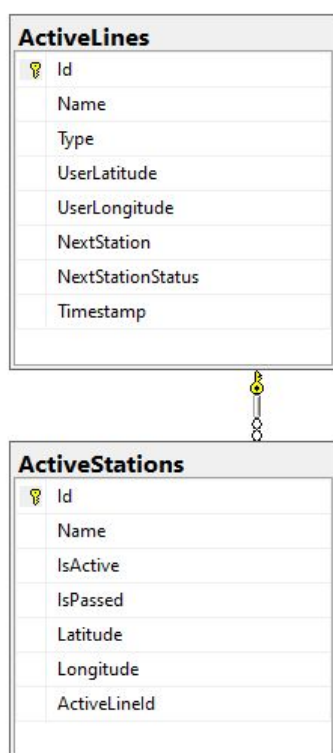 ActiveLines
Id
Name
Type
UserLatitude
UserLongitude
NextStation
NextStationStatus
Timestamp
ActiveStations
Id
Name
IsActive
IsPassed
Latitude
Longitude
ActiveLineId